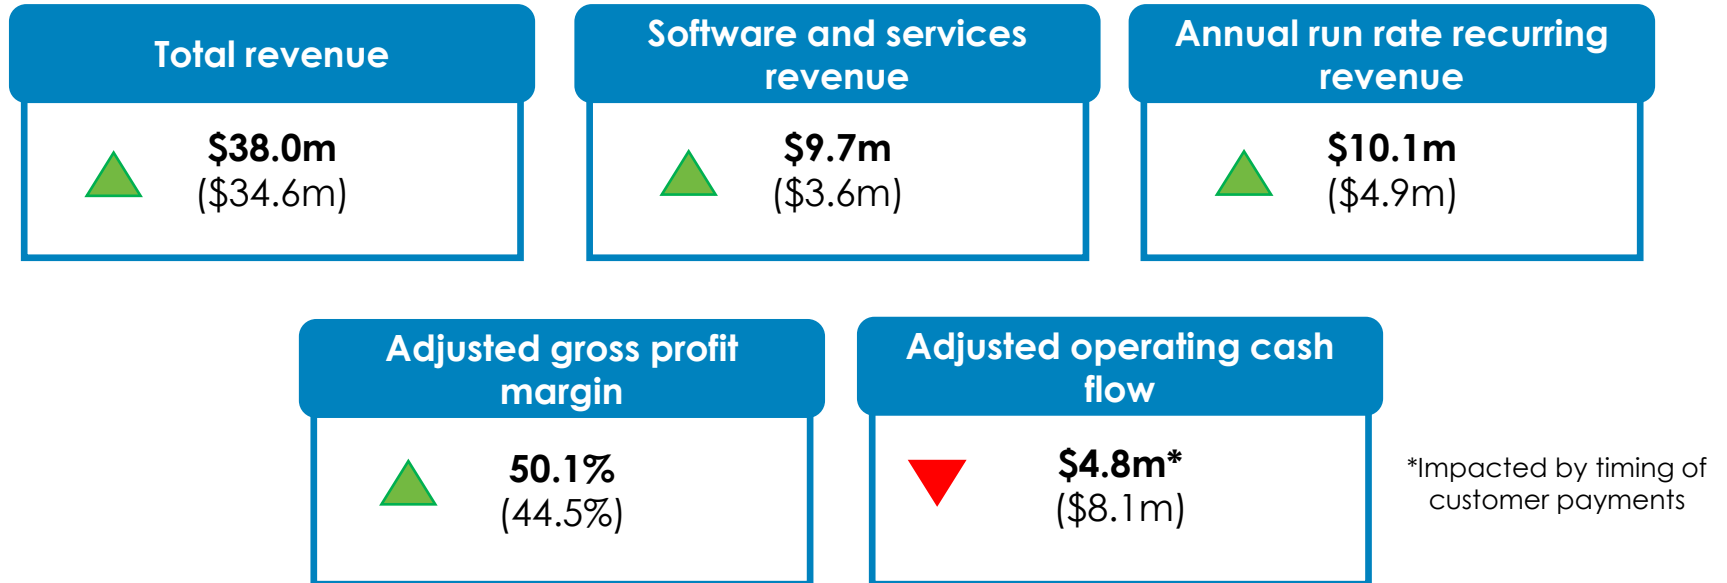 Total revenue
$38.0m
($34.6m)
Software and services
revenue
$9.7m
($3.6m)
Annual run rate recurring
revenue
$10.1m
($4.9m)
Adjusted gross profit
margin
50.1%
(44.5%)
Adjusted operating cash
flow
$4.8m*
($8.1m)
*Impacted by timing of
customer payments